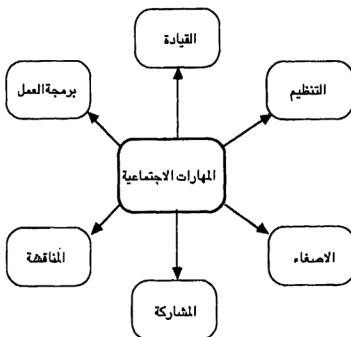 القيادة
التنظيم
برمجة العمل
المهارات الاجتماعية
الاصغاء
المناقشة
المشاركة